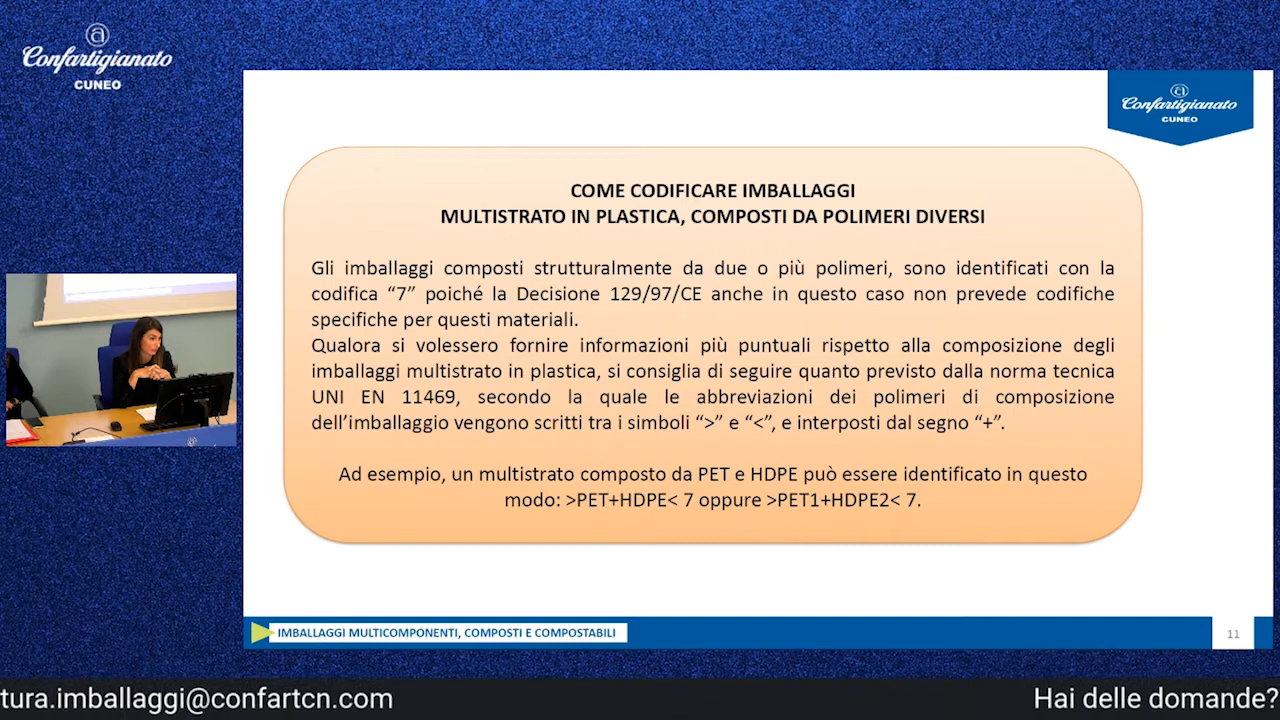 Confartigianato
CUNEO
Confartigianato
CUNEO
COME CODIFICARE IMBALLAGGI
MULTISTRATO IN PLASTICA, COMPOSTI DA POLIMERI DIVERSI
Gli imballaggi composti strutturalmente da due o più polimeri, sono identificati con la
codifica “7” poiché la Decisione 129/97/CE anche in questo caso non prevede codifiche
specifiche per questi materiali.
Qualora si volessero fornire informazioni più puntuali rispetto alla composizione degli
imballaggi multistrato in plastica, si consiglia di seguire quanto previsto dalla norma tecnica
UNI EN 11469, secondo la quale le abbreviazioni dei polimeri di composizione
dell’imballaggio vengono scritti tra i simboli “>” e “<”, e interposti dal segno “+”.
Ad esempio, un multistrato composto da PET e HDPE può essere identificato in questo
modo: >PET+HDPE< 7 oppure >PET1+HDPE2< 7.
IMBALLAGGI MULTICOMPONENTI, COMPOSTI E COMPOSTABILI
11
tura.imballaggi@confartcn.com
Hai delle domande?